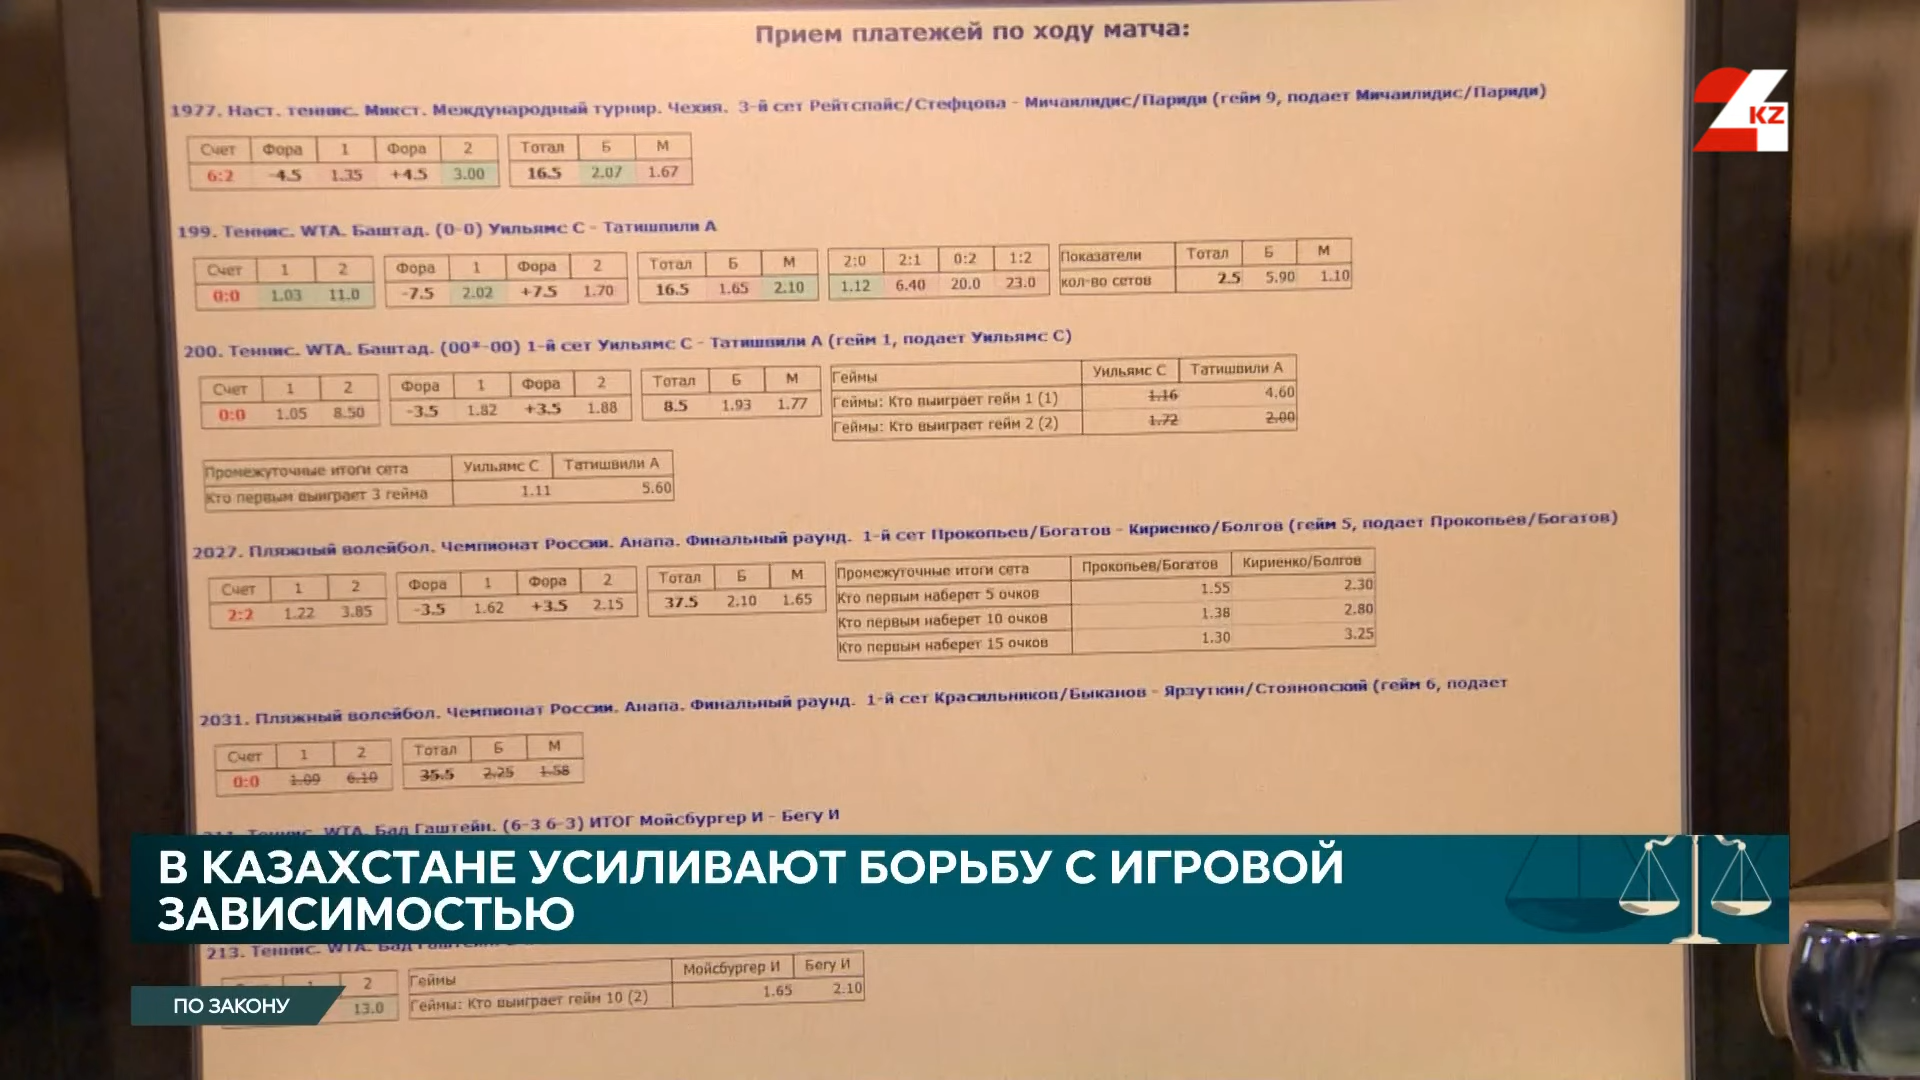 Прием платежей по ходу матча:
24 KZ
1977. Наст. теннис. Микст. Международный турнир. Чехия. 3-й сет Рейтспайс/Стефцова - Мичаилидис/Париди (гейм 9, подает Мичаилидис/Париди)
Счет Фора 1 Фора 2 Тотал Б М
6:2 -4.5 1.35 +4.5 3.00 16.5 2.07 1.67
199. Теннис. WTA. Баштад. (0-0) Уильямс С - Татишвили А
Счет 1 2 Фора 1 Фора 2 Тотал Б М 2:0 2:1 0:2 1:2 Показатели Тотал Б М
0:0 1.03 11.0 -7.5 2.02 +7.5 1.70 16.5 1.65 2.10 1.12 6.40 20.0 23.0 кол-во сетов 2.5 5.90 1.10
200. Теннис. WTA. Баштад. (00*-00) 1-й сет Уильямс С - Татишвили А (гейм 1, подает Уильямс С)
Счет 1 2 Фора 1 Фора 2 Тотал Б М Геймы Уильямс С Татишвили А
0:0 1.05 8.50 -3.5 1.82 +3.5 1.88 8.5 1.93 1.77 Геймы: Кто выиграет гейм 1 (1) 1.16 4.60
Геймы: Кто выиграет гейм 2 (2) 1.72 2.00
Промежуточные итоги сета Уильямс С Татишвили А
Кто первым выиграет 3 гейма 1.11 5.60
2027. Пляжный волейбол. Чемпионат России. Анапа. Финальный раунд. 1-й сет Прокопьев/Богатов - Кириенко/Болгов (гейм 5, подает Прокопьев/Богатов)
Счет 1 2 Фора 1 Фора 2 Тотал Б М Промежуточные итоги сета Прокопьев/Богатов Кириенко/Болгов
2:2 1.22 3.85 -3.5 1.62 +3.5 2.15 37.5 2.10 1.65 Кто первым наберет 5 очков 1.55 2.30
Кто первым наберет 10 очков 1.38 2.80
Кто первым наберет 15 очков 1.30 3.25
2031. Пляжный волейбол. Чемпионат России. Анапа. Финальный раунд. 1-й сет Красильников/Быканов - Ярзуткин/Стояновский (гейм 6, подает
Счет 1 2 Тотал Б М
0:0 1.09 6.10 35.5 2.25 1.58
Теннис. WTA. Бад Гаштейн. (6-3 6-3) ИТОГ Мойсбургер И - Бегу И
В КАЗАХСТАНЕ УСИЛИВАЮТ БОРЬБУ С ИГРОВОЙ
ЗАВИСИМОСТЬЮ
213. Теннис. WTA. Бад
2 Геймы Мойсбургер И Бегу И
13.0 Геймы: Кто выиграет гейм 10 (2) 1.65 2.10
ПО ЗАКОНУ